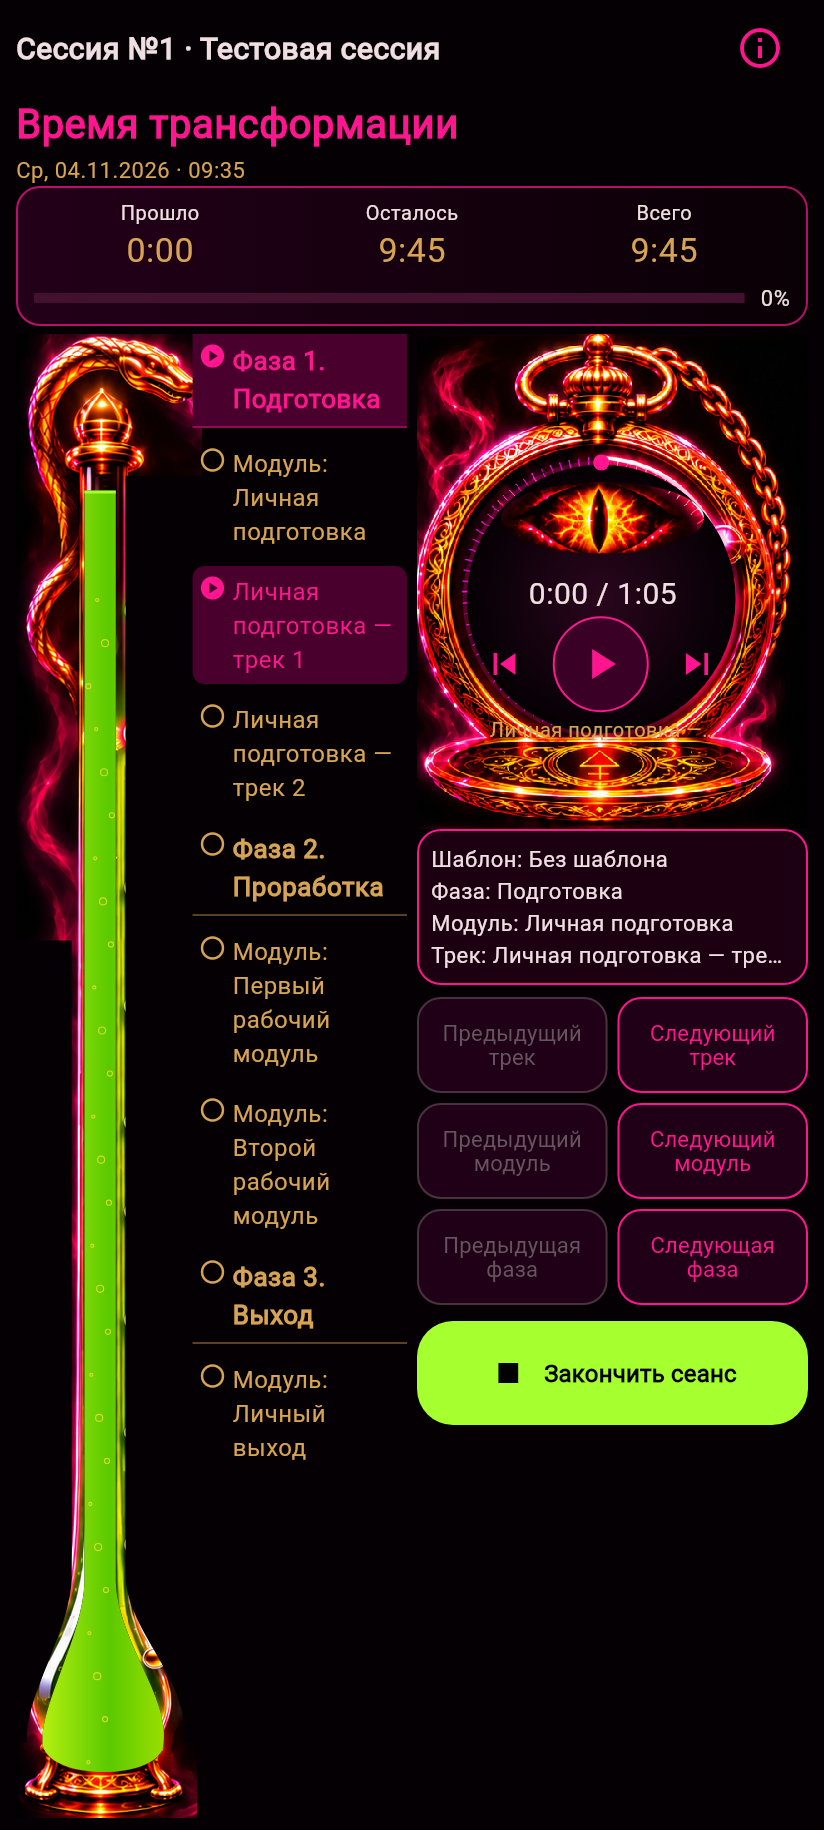 Сессия №1 · Тестовая сессия
Время трансформации
Ср, 04.11.2026 · 09:35
Прошло
0:00
Осталось
9:45
Всего
9:45
0%
Фаза 1.
Подготовка
Модуль:
Личная
подготовка
Личная
подготовка —
трек 1
Личная
подготовка —
трек 2
Фаза 2.
Проработка
Модуль:
Первый
рабочий
модуль
Модуль:
Второй
рабочий
модуль
Фаза 3.
Выход
Модуль:
Личный
выход
0:00 / 1:05
Личная подготовка —
Шаблон: Без шаблона
Фаза: Подготовка
Модуль: Личная подготовка
Трек: Личная подготовка — тре…
Предыдущий
трек
Следующий
трек
Предыдущий
модуль
Следующий
модуль
Предыдущая
фаза
Следующая
фаза
Закончить сеанс